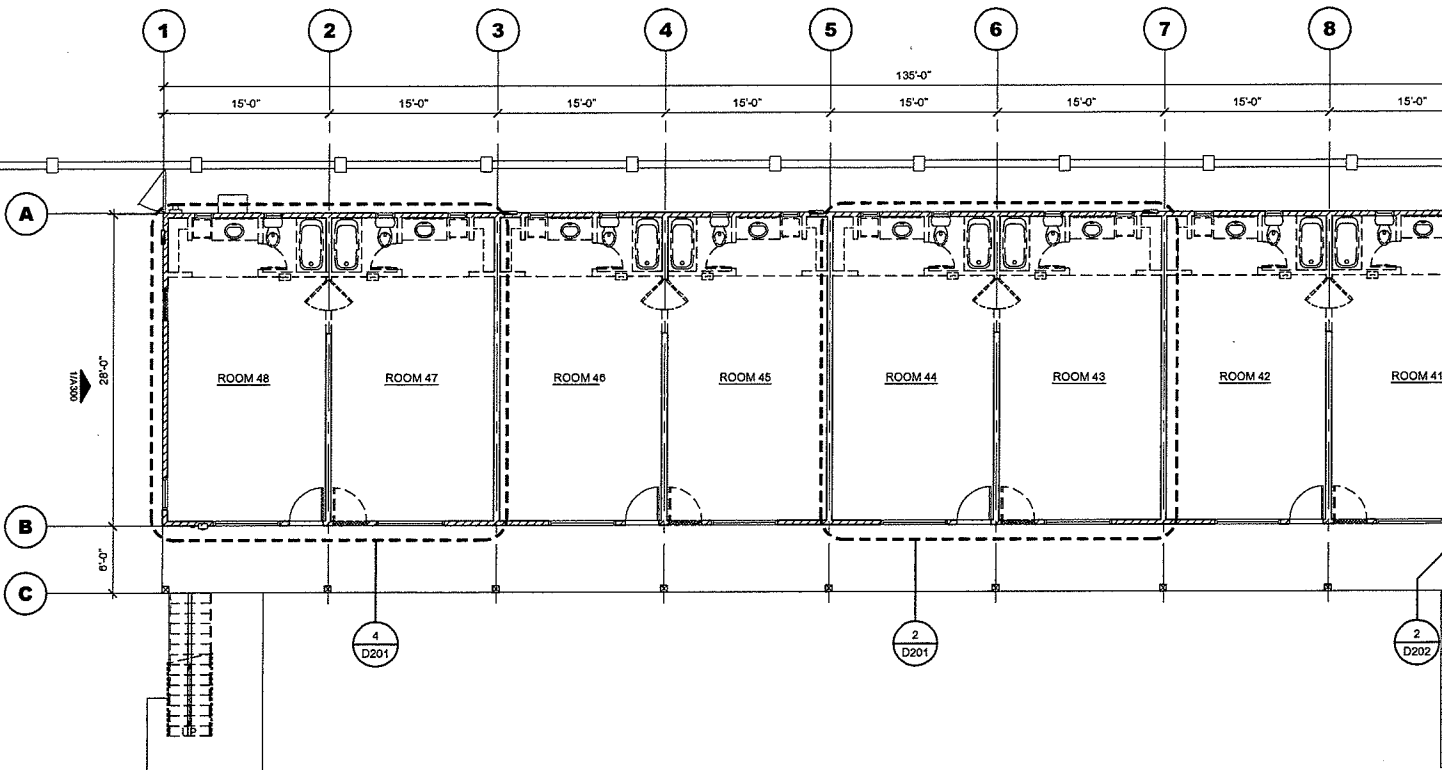 1 2 3 4 5 6 7 8
135'-0"
15'-0" 15'-0" 15'-0" 15'-0" 15'-0" 15'-0" 15'-0" 15'-0"
A
28'-0"
1/A300
ROOM 48 ROOM 47 ROOM 46 ROOM 45 ROOM 44 ROOM 43 ROOM 42 ROOM 41
B
6'-0"
C
4
D201
2
D201
2
D202
UP